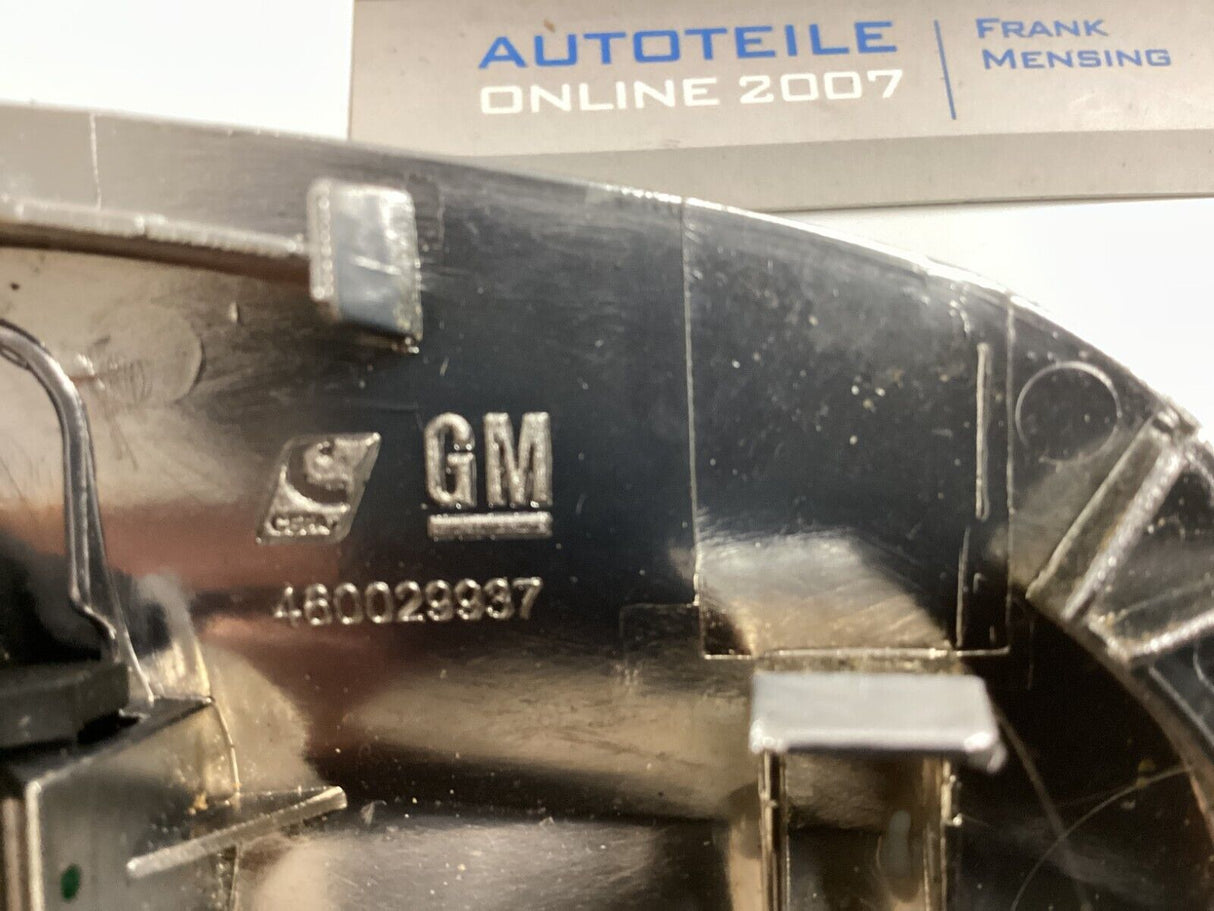 AUTOTEILE
ONLINE 2007
FRANK
MENSING
GM
460029937